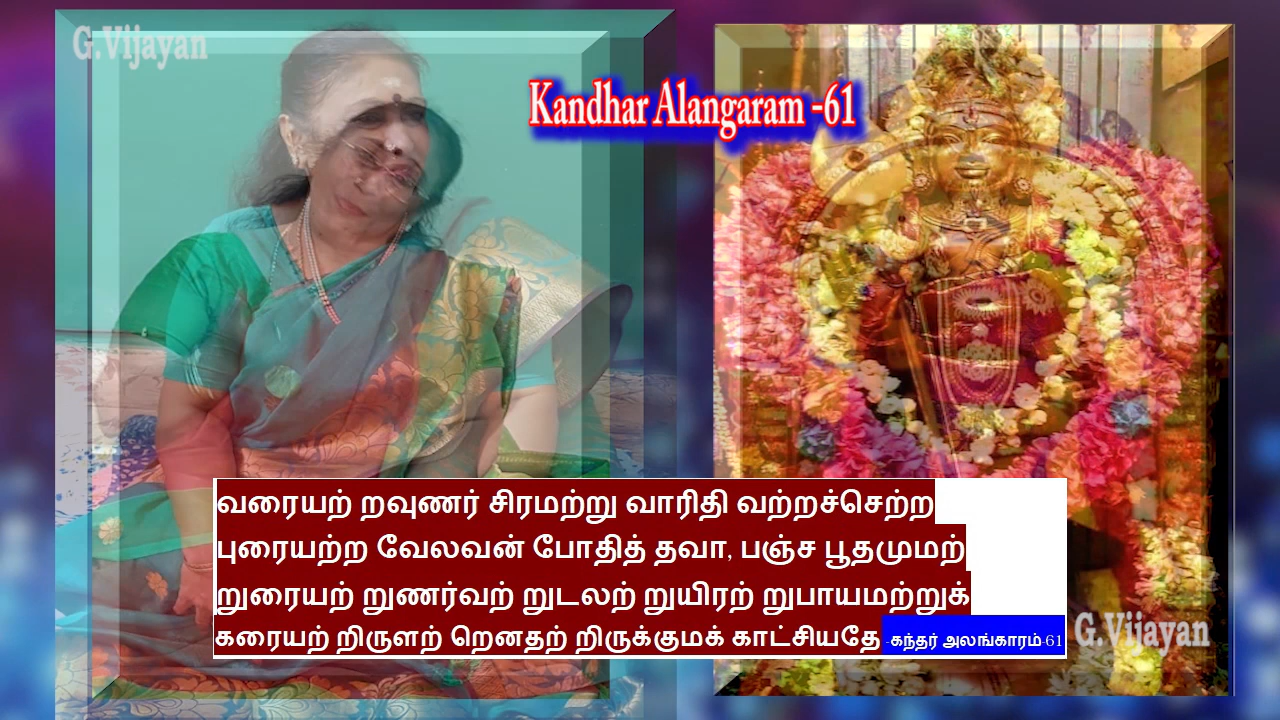 G.Vijayan
Kandhar Alangaram -61
வரையற் றவுணர் சிரமற்று வாரிதி வற்றச்செற்ற
புரையற்ற வேலவன் போதித் தவா, பஞ்ச பூதமுமற்
றுரையற் றுணர்வற் றுடலற் றுயிரற் றுபாயமற்றுக்
கரையற் றிருளற் றெனதற் றிருக்குமக் காட்சியதே -கந்தர் அலங்காரம்-61
G.Vijayan